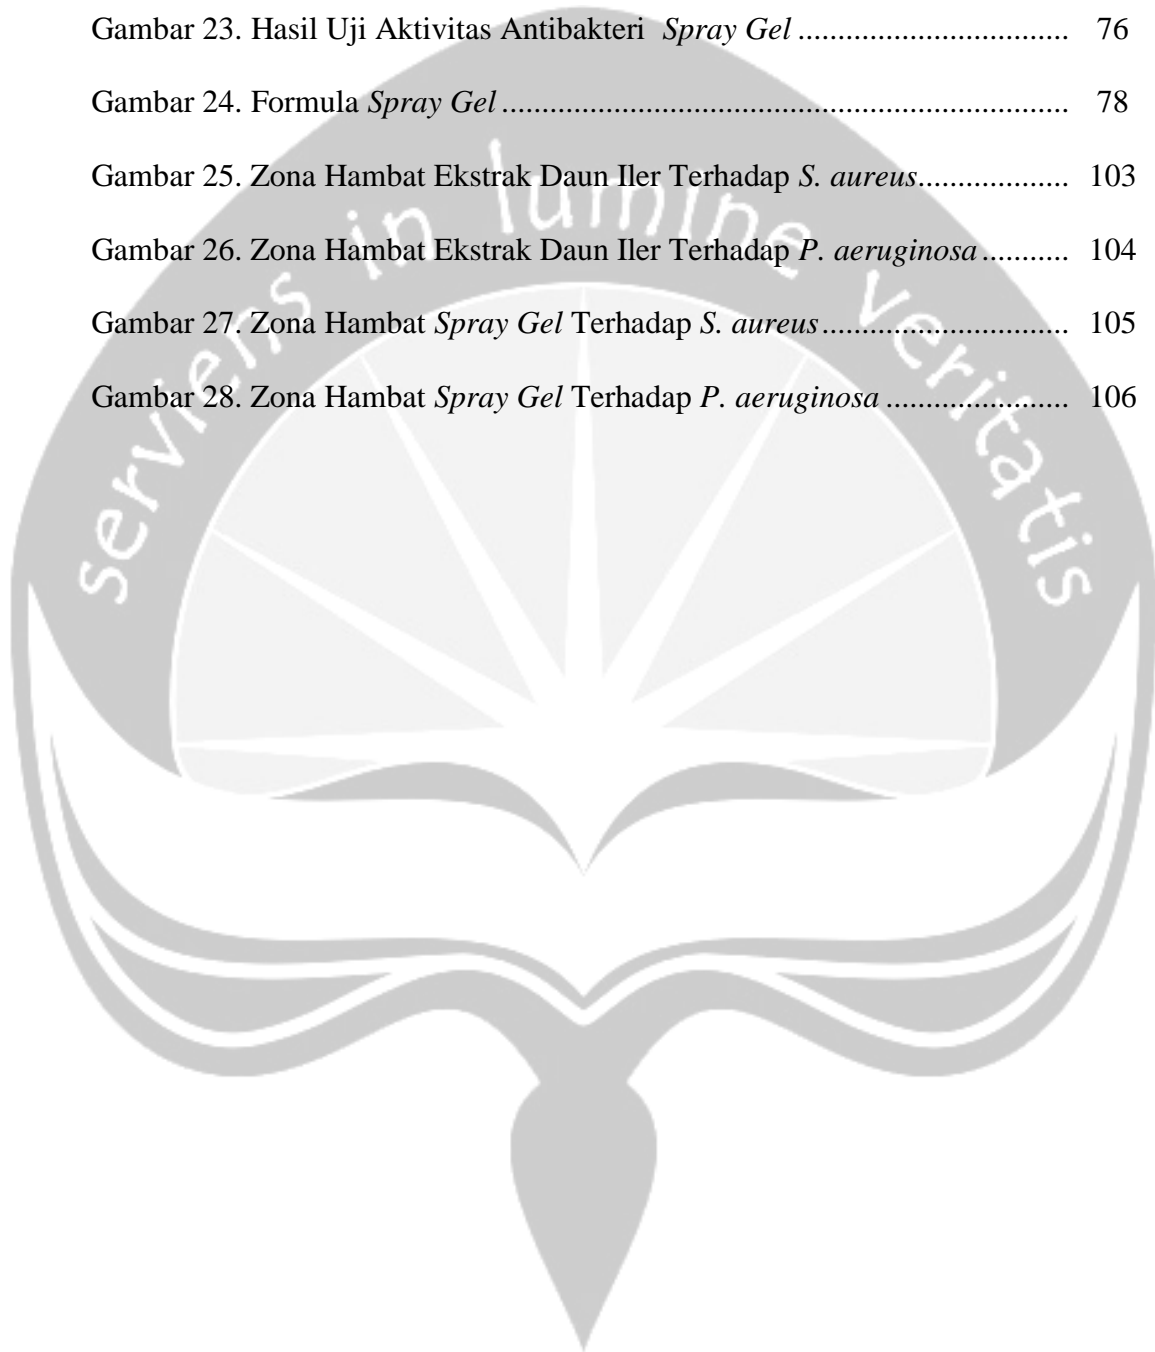 Gambar 23. Hasil Uji Aktivitas Antibakteri Spray Gel .................................. 76
Gambar 24. Formula Spray Gel ....................................................................... 78
Gambar 25. Zona Hambat Ekstrak Daun Iler Terhadap S. aureus................... 103
Gambar 26. Zona Hambat Ekstrak Daun Iler Terhadap P. aeruginosa ........... 104
Gambar 27. Zona Hambat Spray Gel Terhadap S. aureus............................... 105
Gambar 28. Zona Hambat Spray Gel Terhadap P. aeruginosa ....................... 106
serviens in lumine veritatis